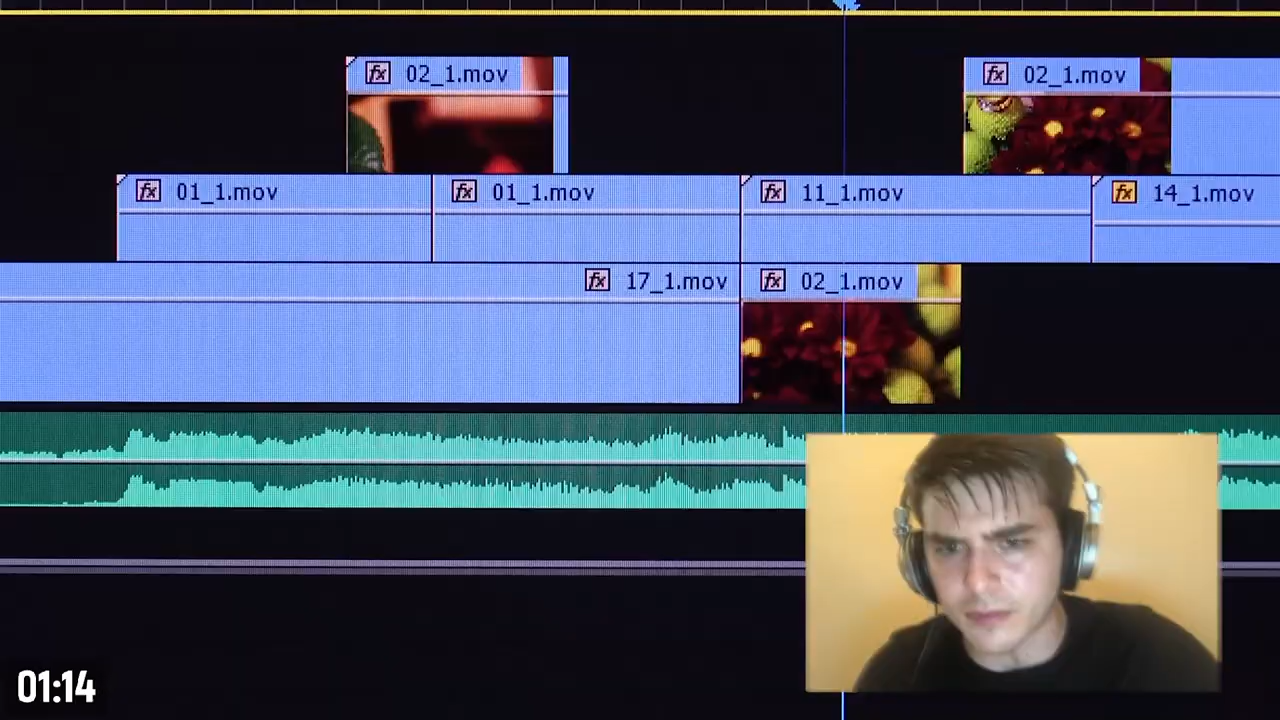 fx 02_1.mov
fx 02_1.mov
fx 01_1.mov
fx 01_1.mov
fx 11_1.mov
fx 14_1.mov
fx 17_1.mov
fx 02_1.mov
01:14